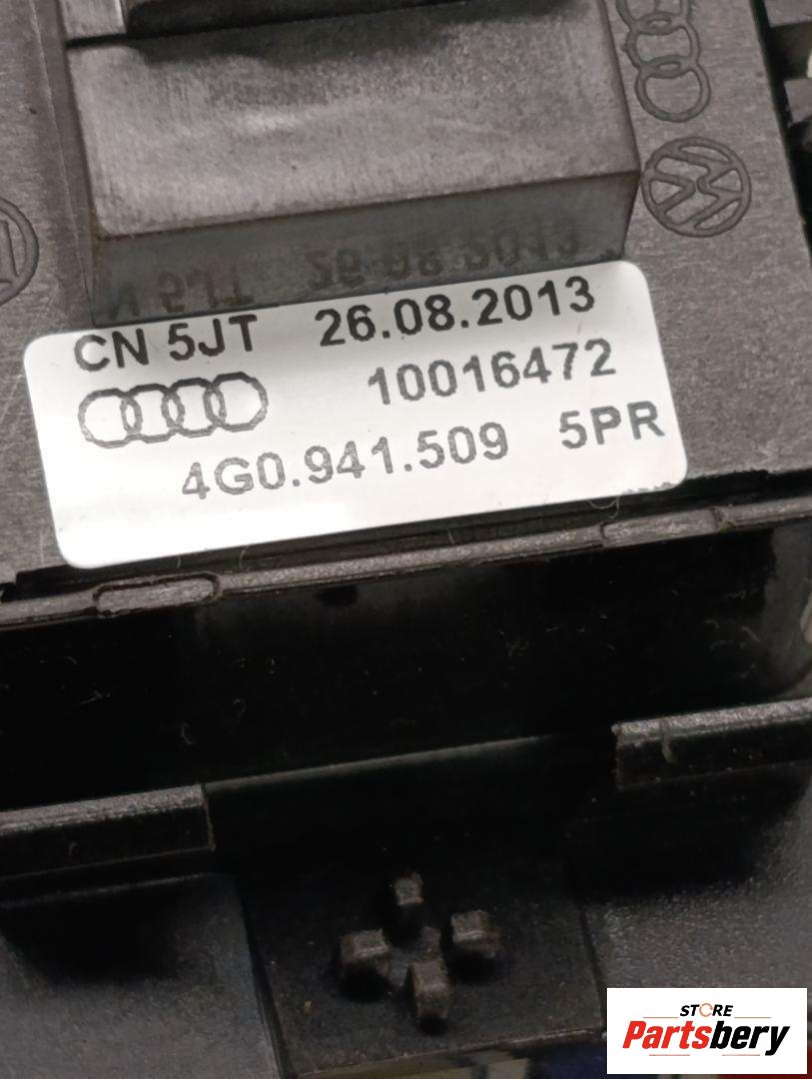 CN 5JT 26.08.2013
10016472
4G0.941.509 5PR
STORE
Partsbery